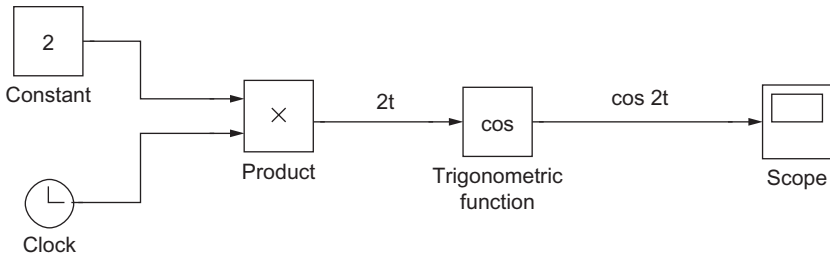 2
Constant
Clock
×
Product
2t
cos
Trigonometric
function
cos 2t
Scope